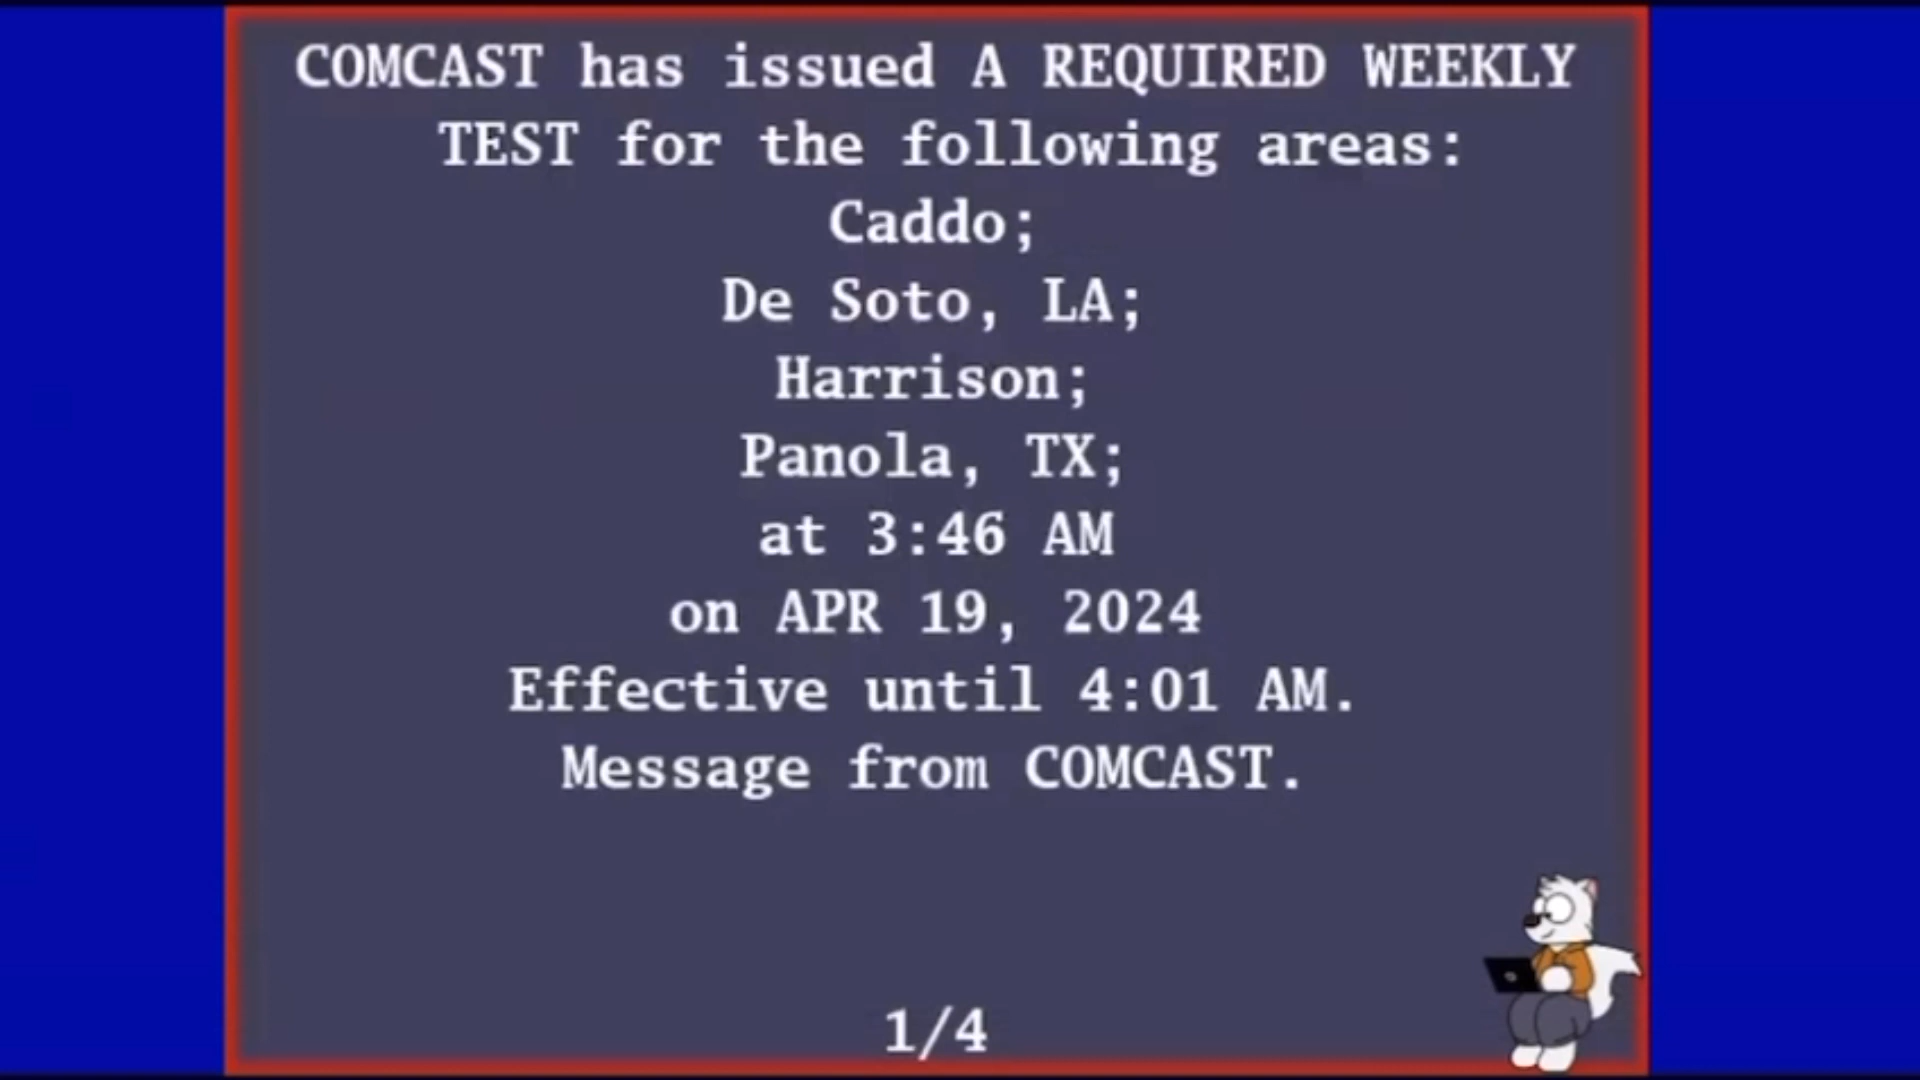 COMCAST has issued A REQUIRED WEEKLY
TEST for the following areas:
Caddo;
De Soto, LA;
Harrison;
Panola, TX;
at 3:46 AM
on APR 19, 2024
Effective until 4:01 AM.
Message from COMCAST.
1/4